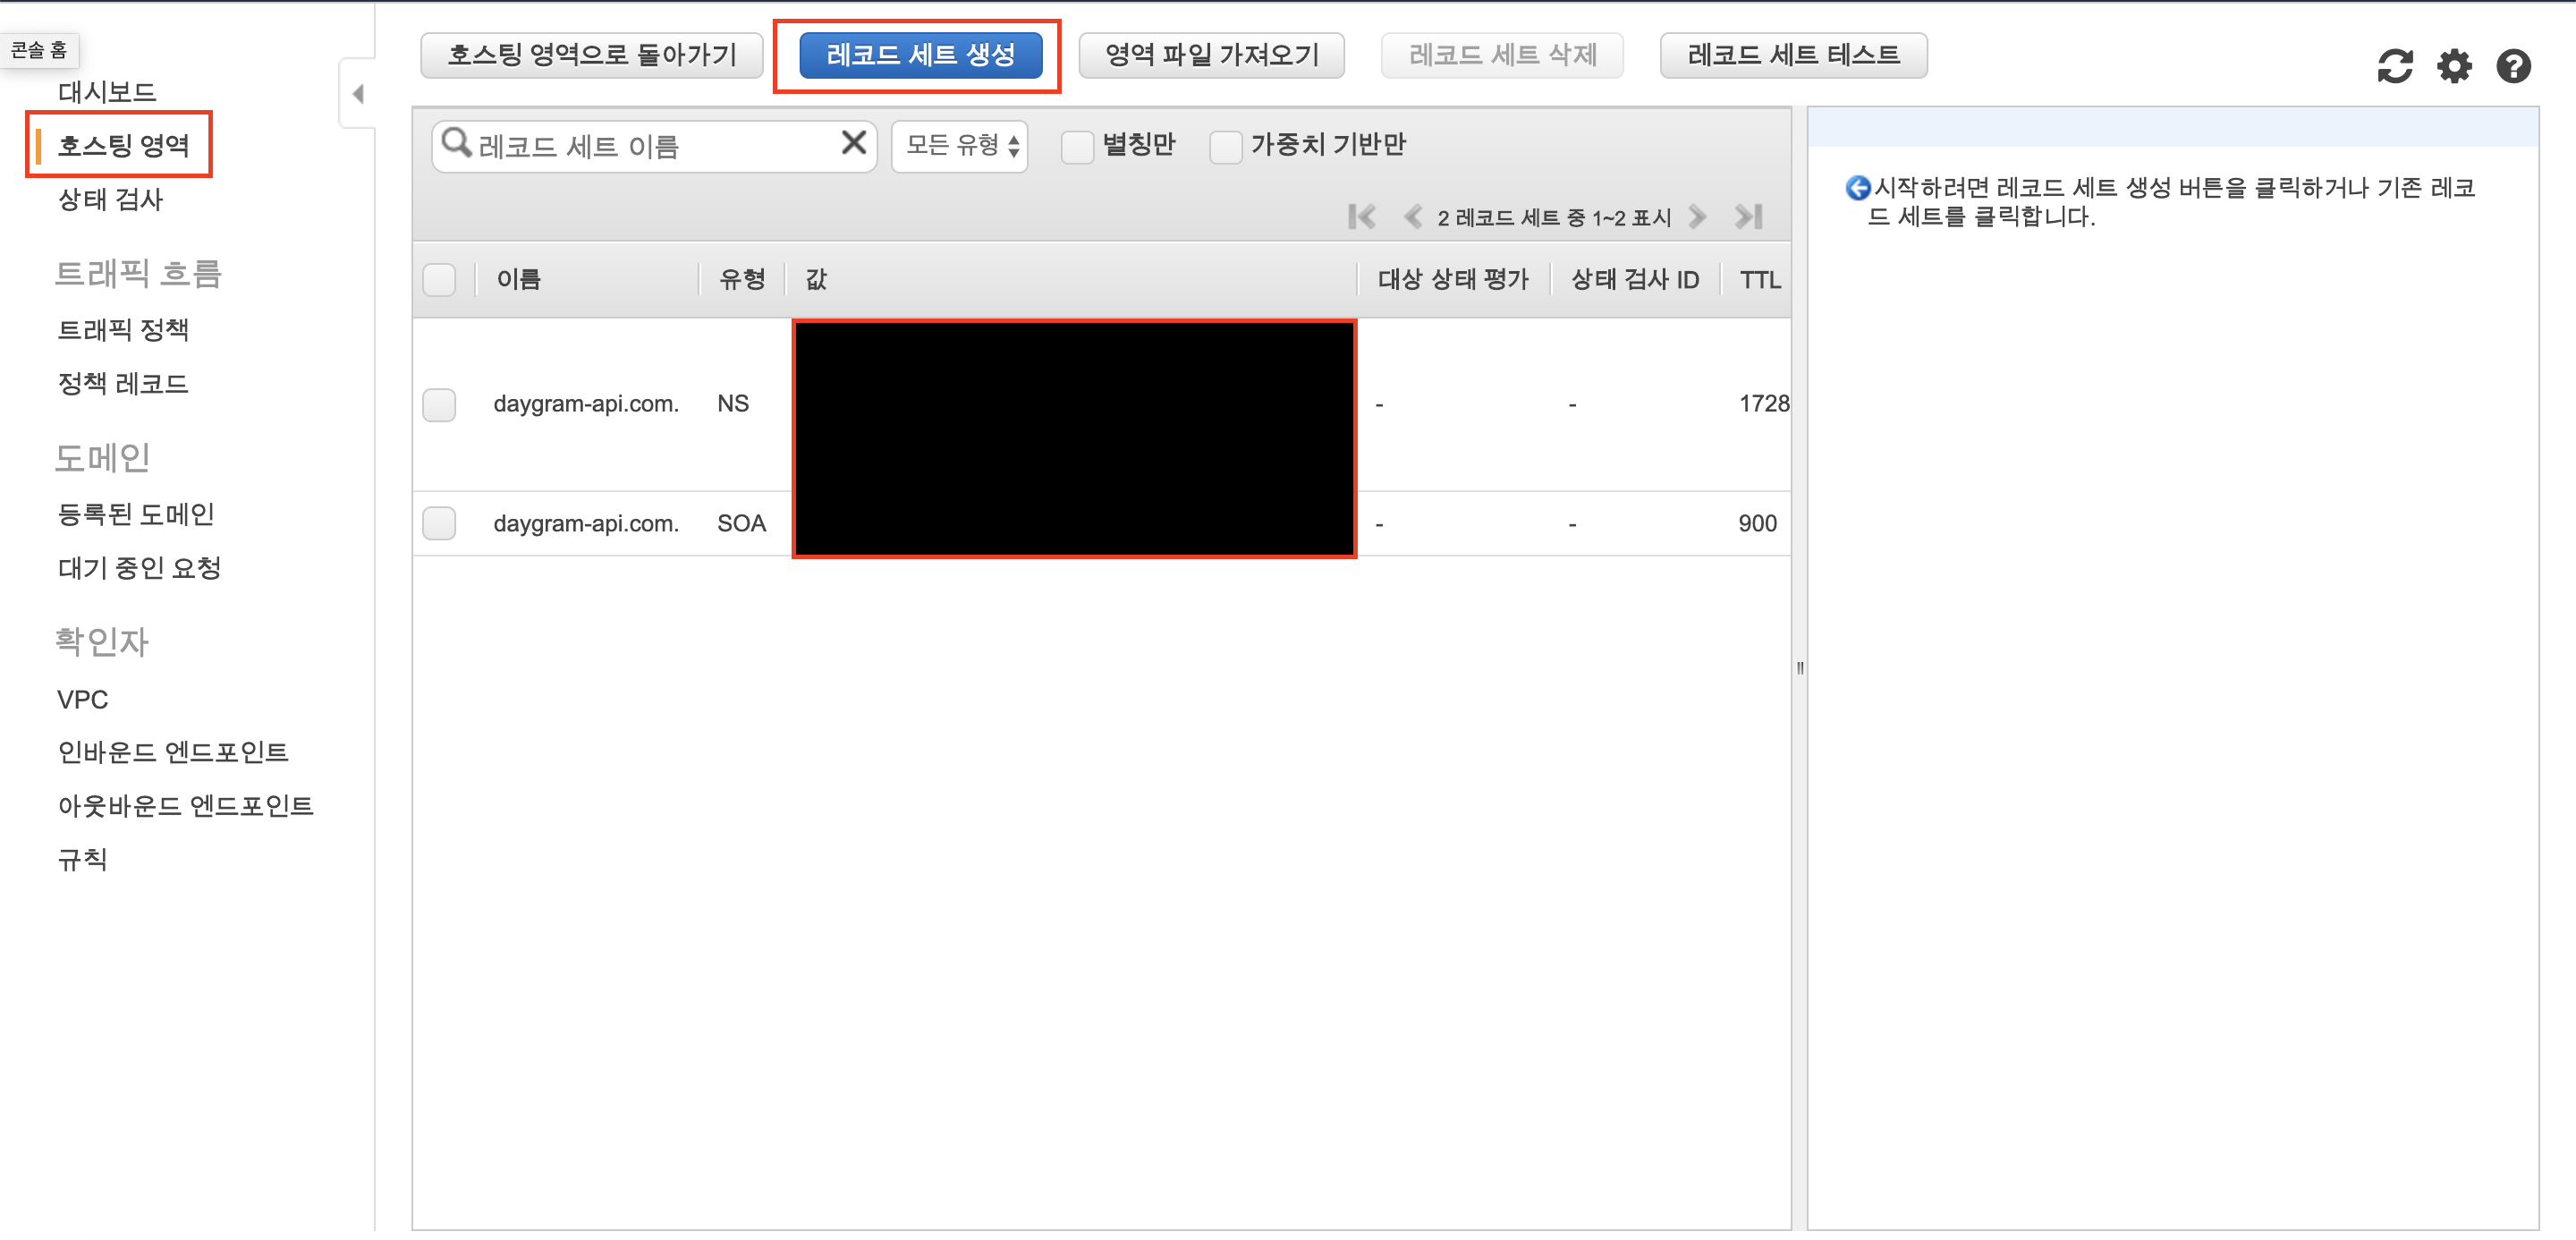 콘솔 홈
대시보드
호스팅 영역
상태 검사
트래픽 흐름
트래픽 정책
정책 레코드
도메인
등록된 도메인
대기 중인 요청
확인자
VPC
인바운드 엔드포인트
아웃바운드 엔드포인트
규칙
호스팅 영역으로 돌아가기 레코드 세트 생성 영역 파일 가져오기 레코드 세트 삭제 레코드 세트 테스트
레코드 세트 이름 모든 유형 별칭만 가중치 기반만
2 레코드 세트 중 1~2 표시
이름 유형 값 대상 상태 평가 상태 검사 ID TTL
daygram-api.com. NS - - 1728
daygram-api.com. SOA - - 900
시작하려면 레코드 세트 생성 버튼을 클릭하거나 기존 레코
드 세트를 클릭합니다.